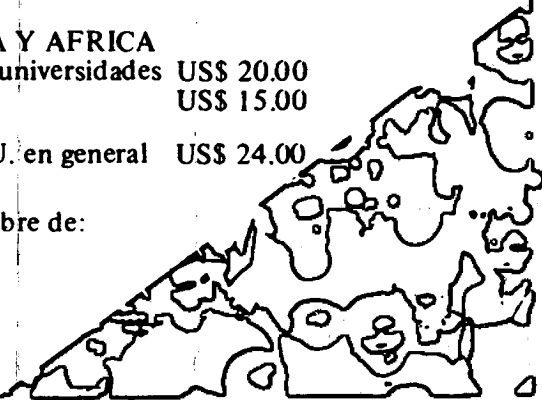 A Y AFRICA
universidades US$ 20.00
US$ 15.00
U. en general US$ 24.00
bre de: